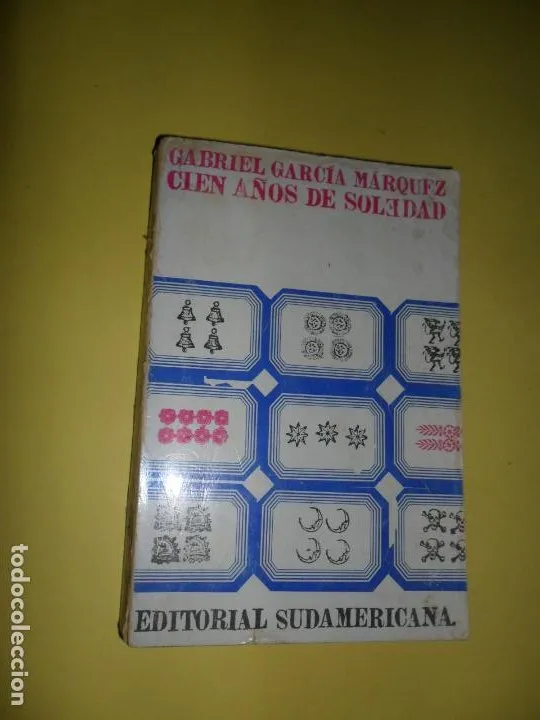 GABRIEL GARCÍA MÁRQUEZ
CIEN AÑOS DE SOLEDAD
EDITORIAL SUDAMERICANA
todocoleccion